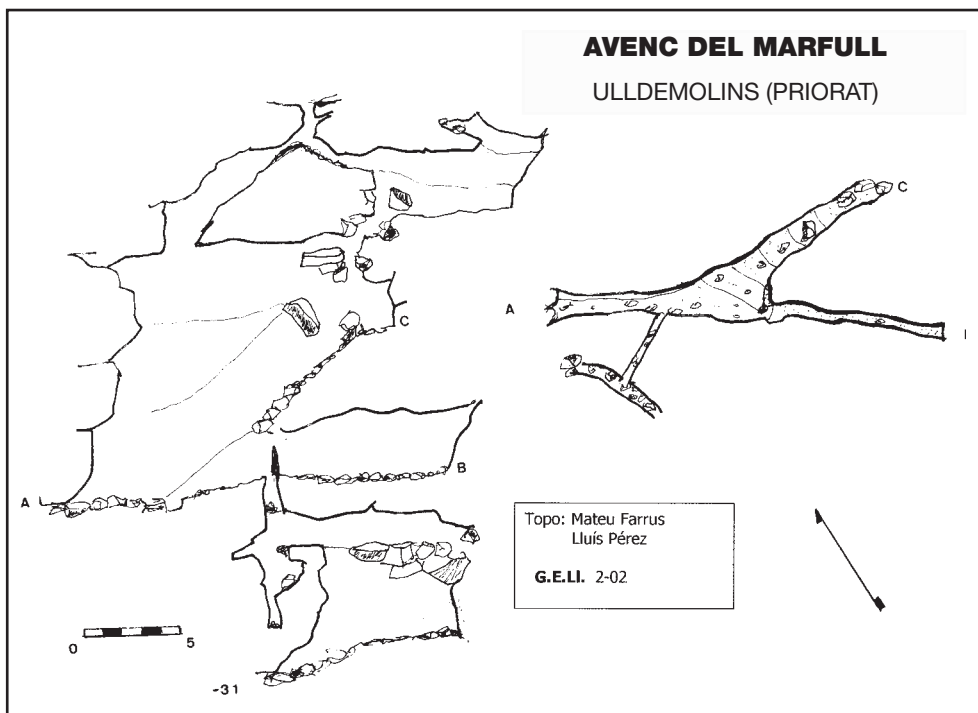 AVENC DEL MARFULL
ULLDEMOLINS (PRIORAT)
C
A
C
B
A
Topo: Mateu Farrus
Lluís Pérez
G.E.Ll. 2-02
0
5
-31